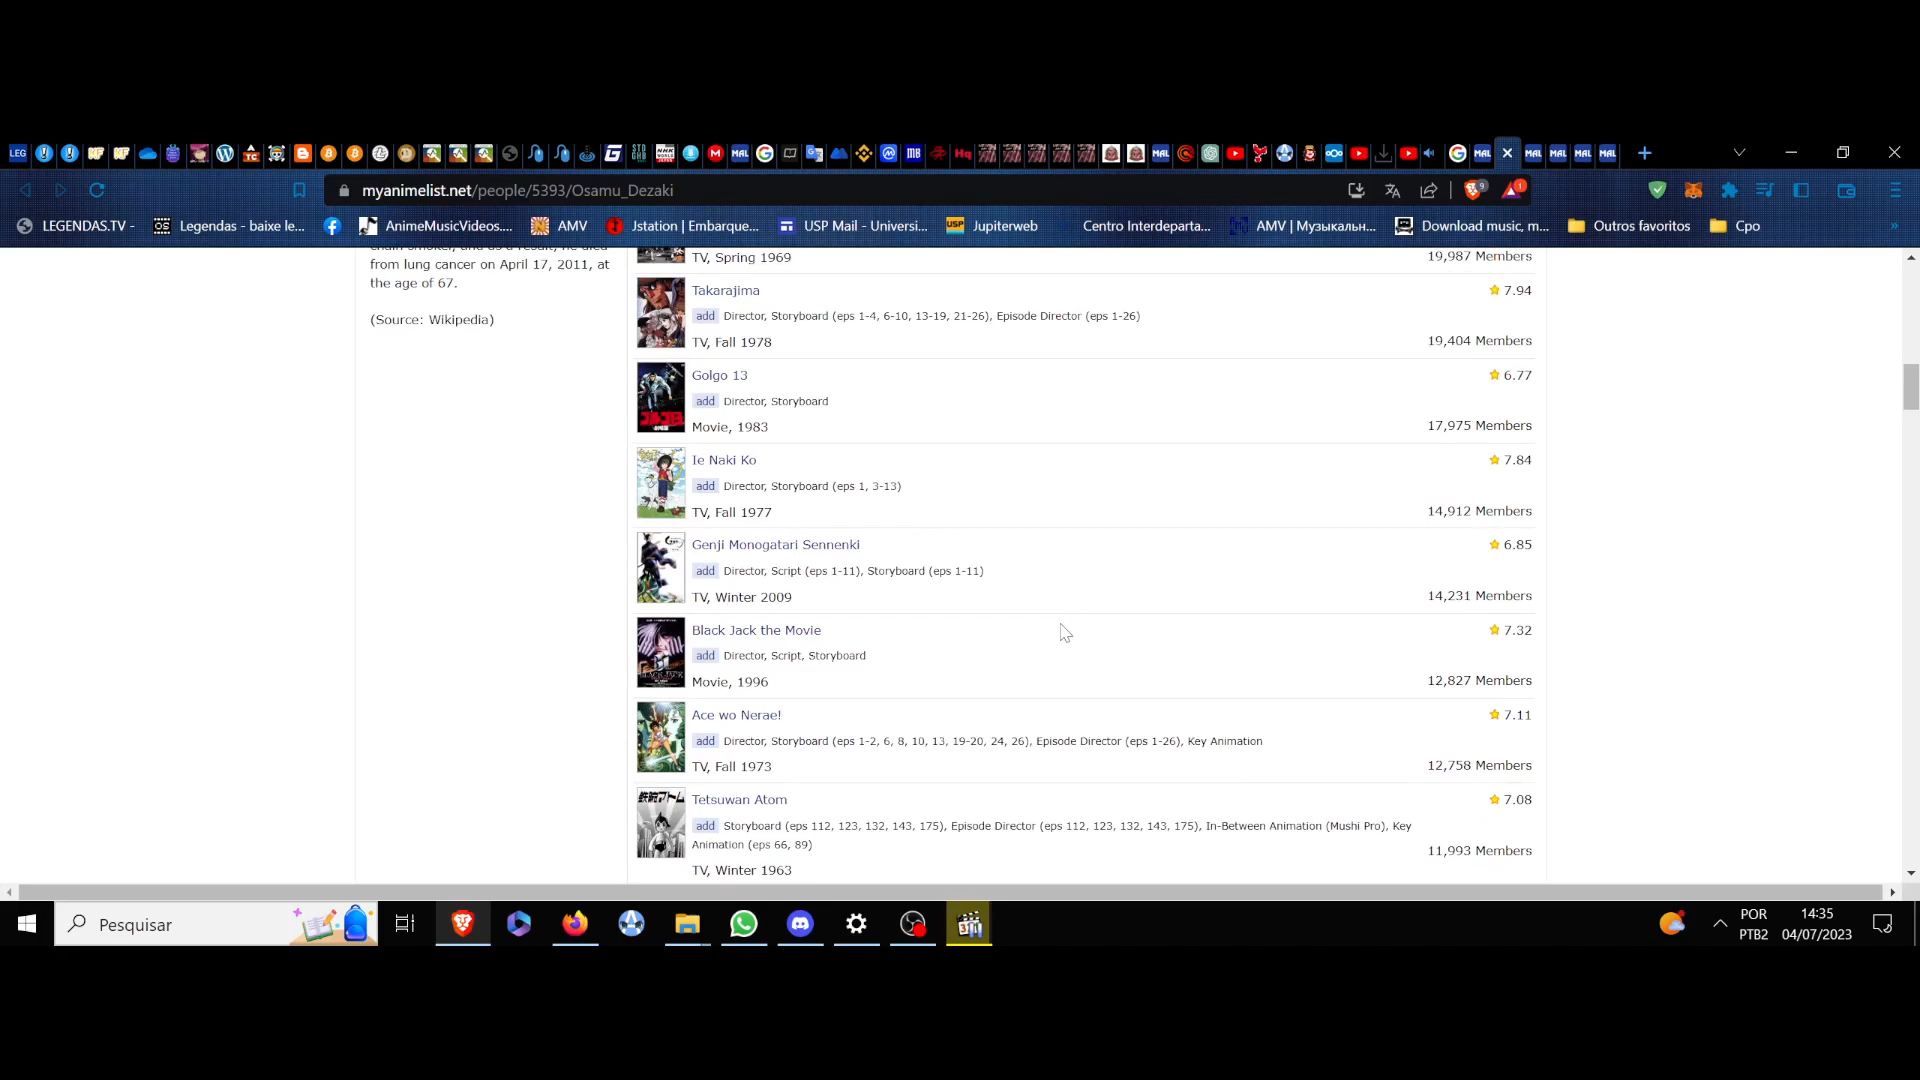 myanimelist.net/people/5393/Osamu_Dezaki
LEGENDAS.TV -
Legendas - baixe le...
AnimeMusicVideos....
AMV
Jstation | Embarque...
USP Mail - Universi...
Jupiterweb
Centro Interdeparta...
AMV | Музыкальн...
Download music, m...
Outros favoritos
Cpo
from lung cancer on April 17, 2011, at
the age of 67.
(Source: Wikipedia)
TV, Spring 1969
19,987 Members
Takarajima
7.94
add Director, Storyboard (eps 1-4, 6-10, 13-19, 21-26), Episode Director (eps 1-26)
TV, Fall 1978
19,404 Members
Golgo 13
6.77
add Director, Storyboard
Movie, 1983
17,975 Members
Ie Naki Ko
7.84
add Director, Storyboard (eps 1, 3-13)
TV, Fall 1977
14,912 Members
Genji Monogatari Sennenki
6.85
add Director, Script (eps 1-11), Storyboard (eps 1-11)
TV, Winter 2009
14,231 Members
Black Jack the Movie
7.32
add Director, Script, Storyboard
Movie, 1996
12,827 Members
Ace wo Nerae!
7.11
add Director, Storyboard (eps 1-2, 6, 8, 10, 13, 19-20, 24, 26), Episode Director (eps 1-26), Key Animation
TV, Fall 1973
12,758 Members
Tetsuwan Atom
7.08
add Storyboard (eps 112, 123, 132, 143, 175), Episode Director (eps 112, 123, 132, 143, 175), In-Between Animation (Mushi Pro), Key
Animation (eps 66, 89)
11,993 Members
TV, Winter 1963
Pesquisar
POR
PTB2
14:35
04/07/2023